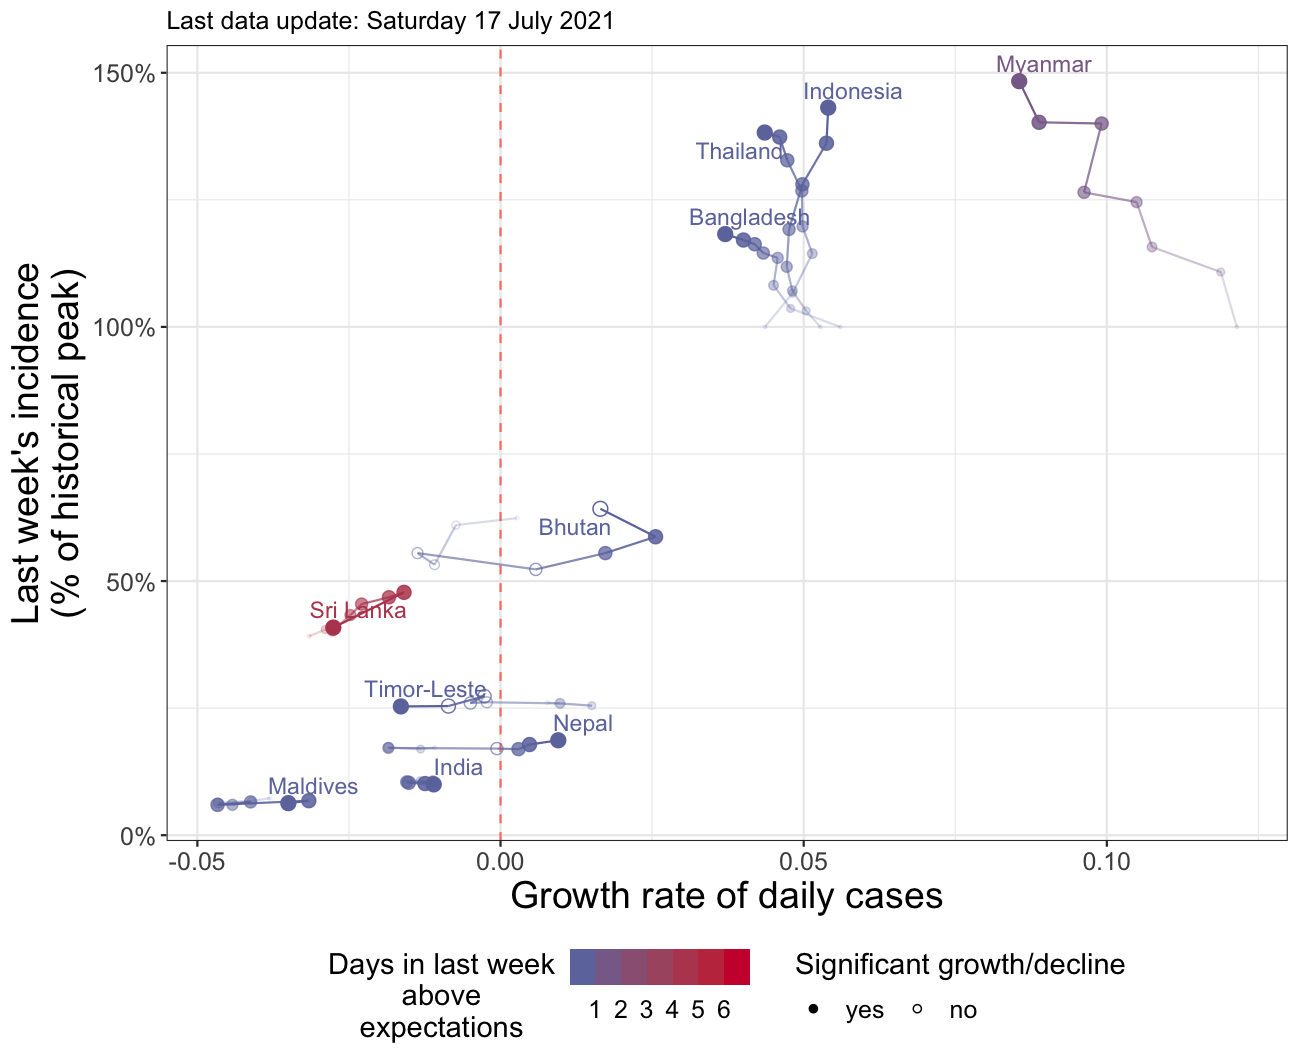 Last data update: Saturday 17 July 2021
Last week's incidence
(% of historical peak)
150%
100%
50%
0%
Myanmar
Indonesia
Thailand
Bangladesh
Bhutan
Sri Lanka
Timor-Leste
Nepal
India
Maldives
-0.05
0.00
0.05
0.10
Growth rate of daily cases
Days in last week
above
expectations
1 2 3 4 5 6
Significant growth/decline
yes
no